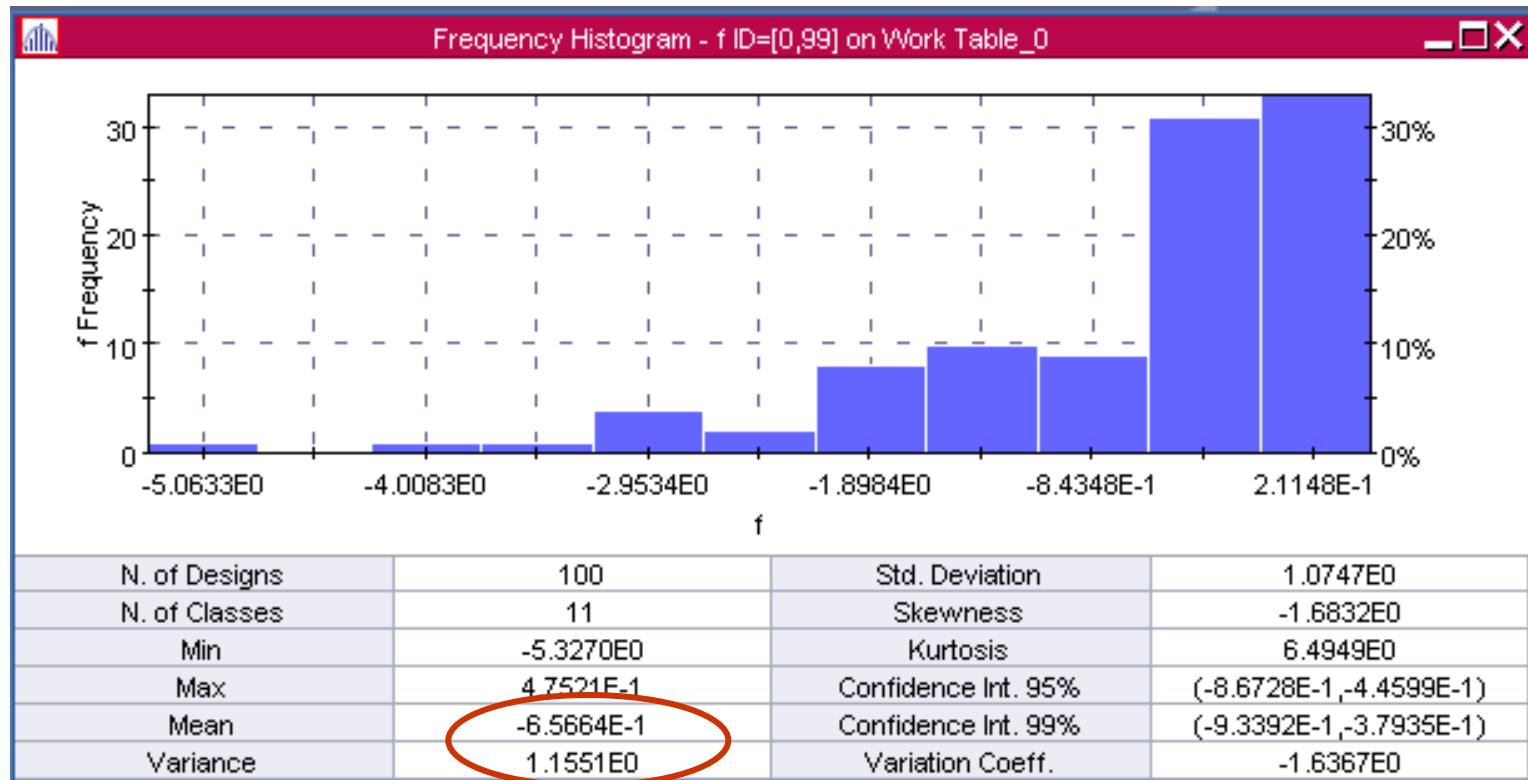 Frequency Histogram - f ID=[0,99] on Work Table_0
f Frequency
30
20
10
0
30%
20%
10%
0%
-5.0633E0 -4.0083E0 -2.9534E0 -1.8984E0 -8.4348E-1 2.1148E-1
f
N. of Designs 100 Std. Deviation 1.0747E0
N. of Classes 11 Skewness -1.6832E0
Min -5.3270E0 Kurtosis 6.4949E0
Max 4.7521E-1 Confidence Int. 95% (-8.6728E-1,-4.4599E-1)
Mean -6.5664E-1 Confidence Int. 99% (-9.3392E-1,-3.7935E-1)
Variance 1.1551E0 Variation Coeff. -1.6367E0